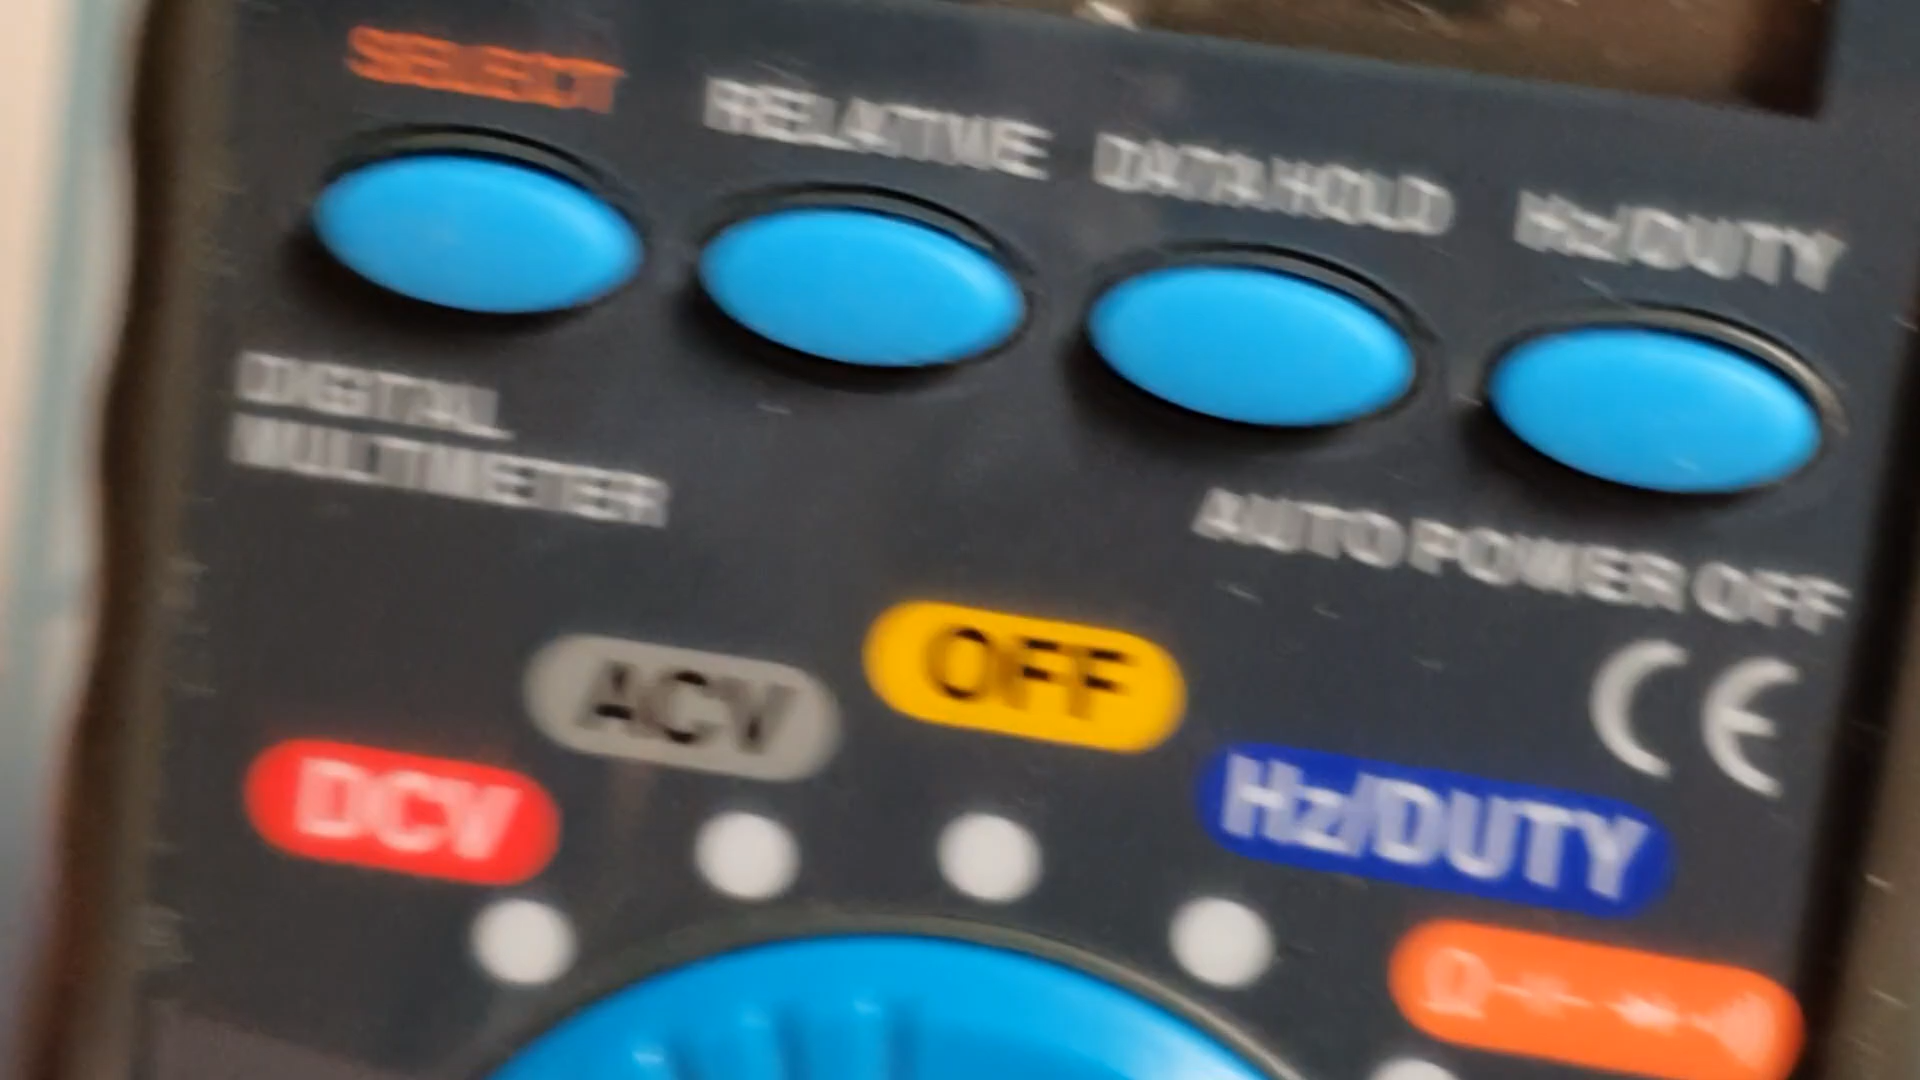 SELECT
RELATIVE
DATA HOLD
Hz/DUTY
DIGITAL
MULTIMETER
AUTO POWER OFF
CE
OFF
ACV
DCV
Hz/DUTY
Ω